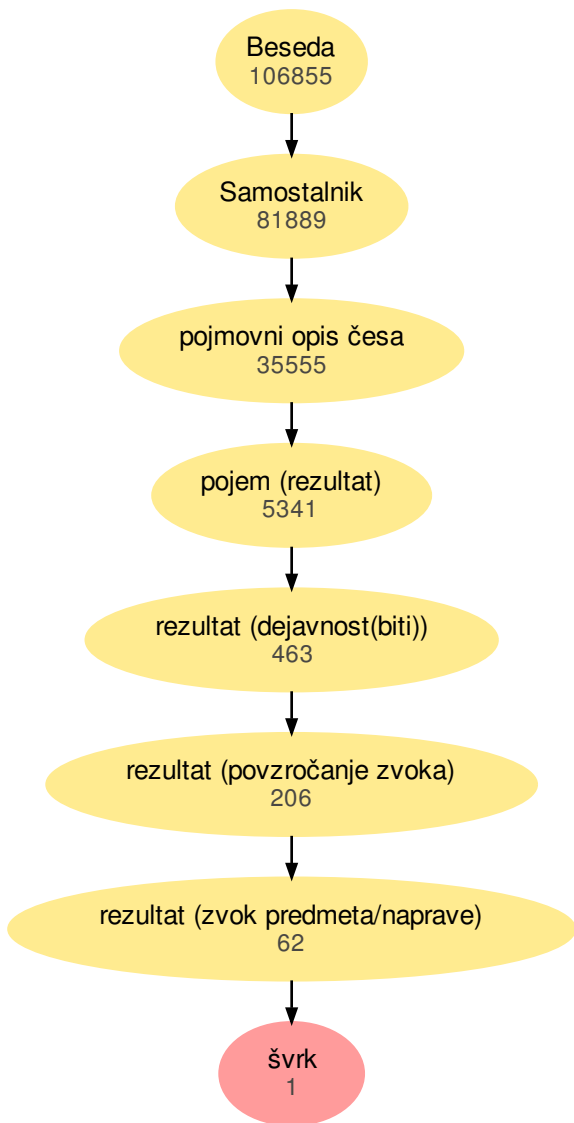 Beseda
106855
Samostalnik
81889
pojmovni opis česa
35555
pojem (rezultat)
5341
rezultat (dejavnost(biti))
463
rezultat (povzročanje zvoka)
206
rezultat (zvok predmeta/naprave)
62
švrk
1